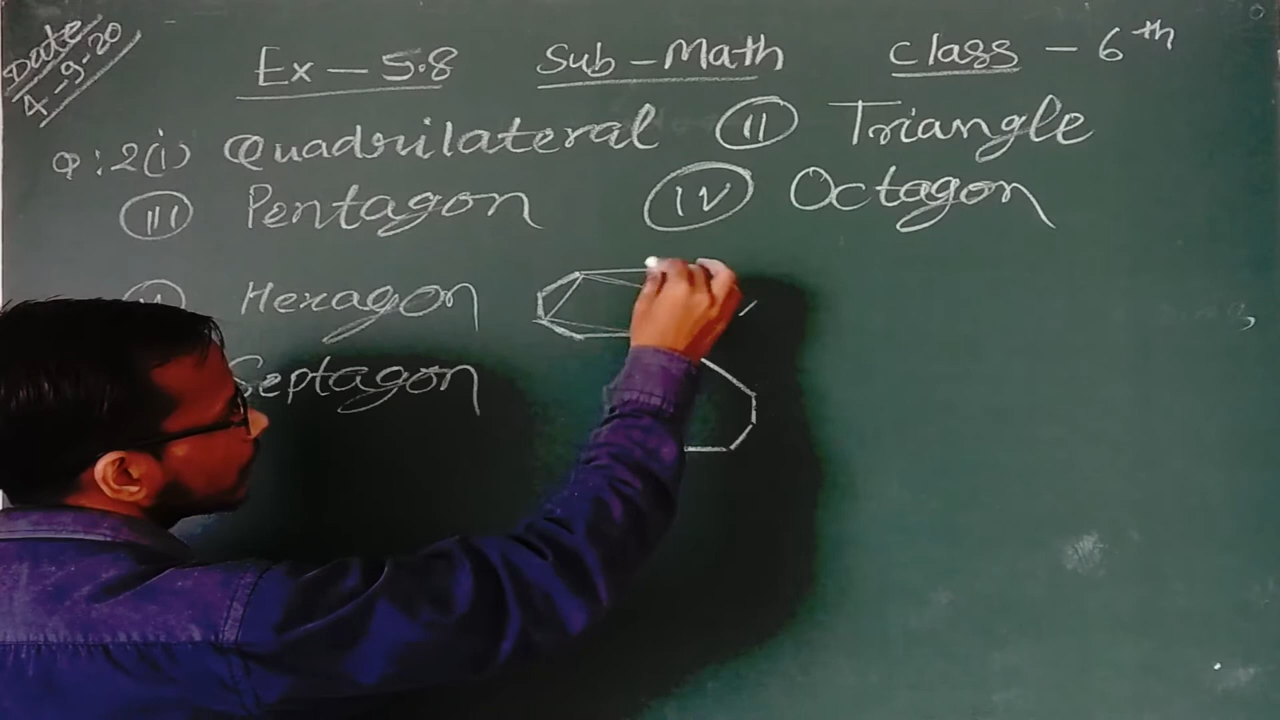 Date
4-9-20
Ex - 5.8 Sub - Math class - 6th
Q:2(i) Quadrilateral (II) Triangle
(III) Pentagon (IV) Octagon
Hexagon
Septagon